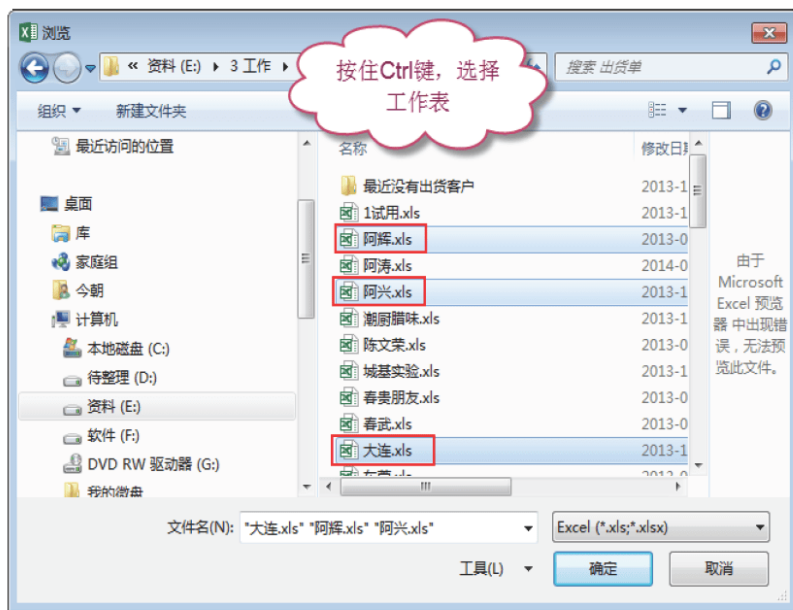 浏览
« 资料 (E:) ▸ 3 工作 ▸
按住Ctrl键，选择
工作表
搜索 出货单
组织 ▼ 新建文件夹
最近访问的位置
桌面
库
家庭组
今朝
计算机
本地磁盘 (C:)
待整理 (D:)
资料 (E:)
软件 (F:)
DVD RW 驱动器 (G:)
我的微盘
名称 修改日期
最近没有出货客户 2013-1
1试用.xls 2013-1
阿辉.xls 2013-0
阿涛.xls 2014-0
阿兴.xls 2013-1
潮厨腊味.xls 2013-1
陈文荣.xls 2013-0
城基实验.xls 2013-1
春贵朋友.xls 2013-0
春武.xls 2013-0
大连.xls 2013-1
由于
Microsoft
Excel 预览
器 中出现错
误，无法预
览此文件。
文件名(N): "大连.xls" "阿辉.xls" "阿兴.xls"
Excel (*.xls;*.xlsx)
工具(L) 确定 取消